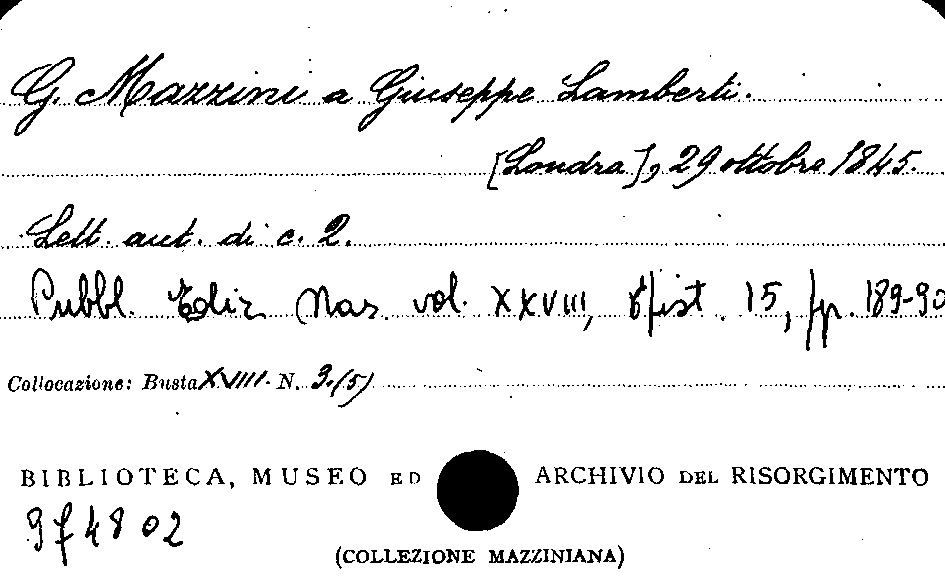 G. Mazzini a Giuseppe Lamberti.
[Londra], 29 ottobre 1845.
Lett. aut. di c. 2.
Pubbl. Ediz. Naz. vol. XXVIII, Epist. 15, pp. 189-90
Collocazione: Busta XVIII. N. 3.(5)
BIBLIOTECA, MUSEO ED ARCHIVIO DEL RISORGIMENTO
(COLLEZIONE MAZZINIANA)